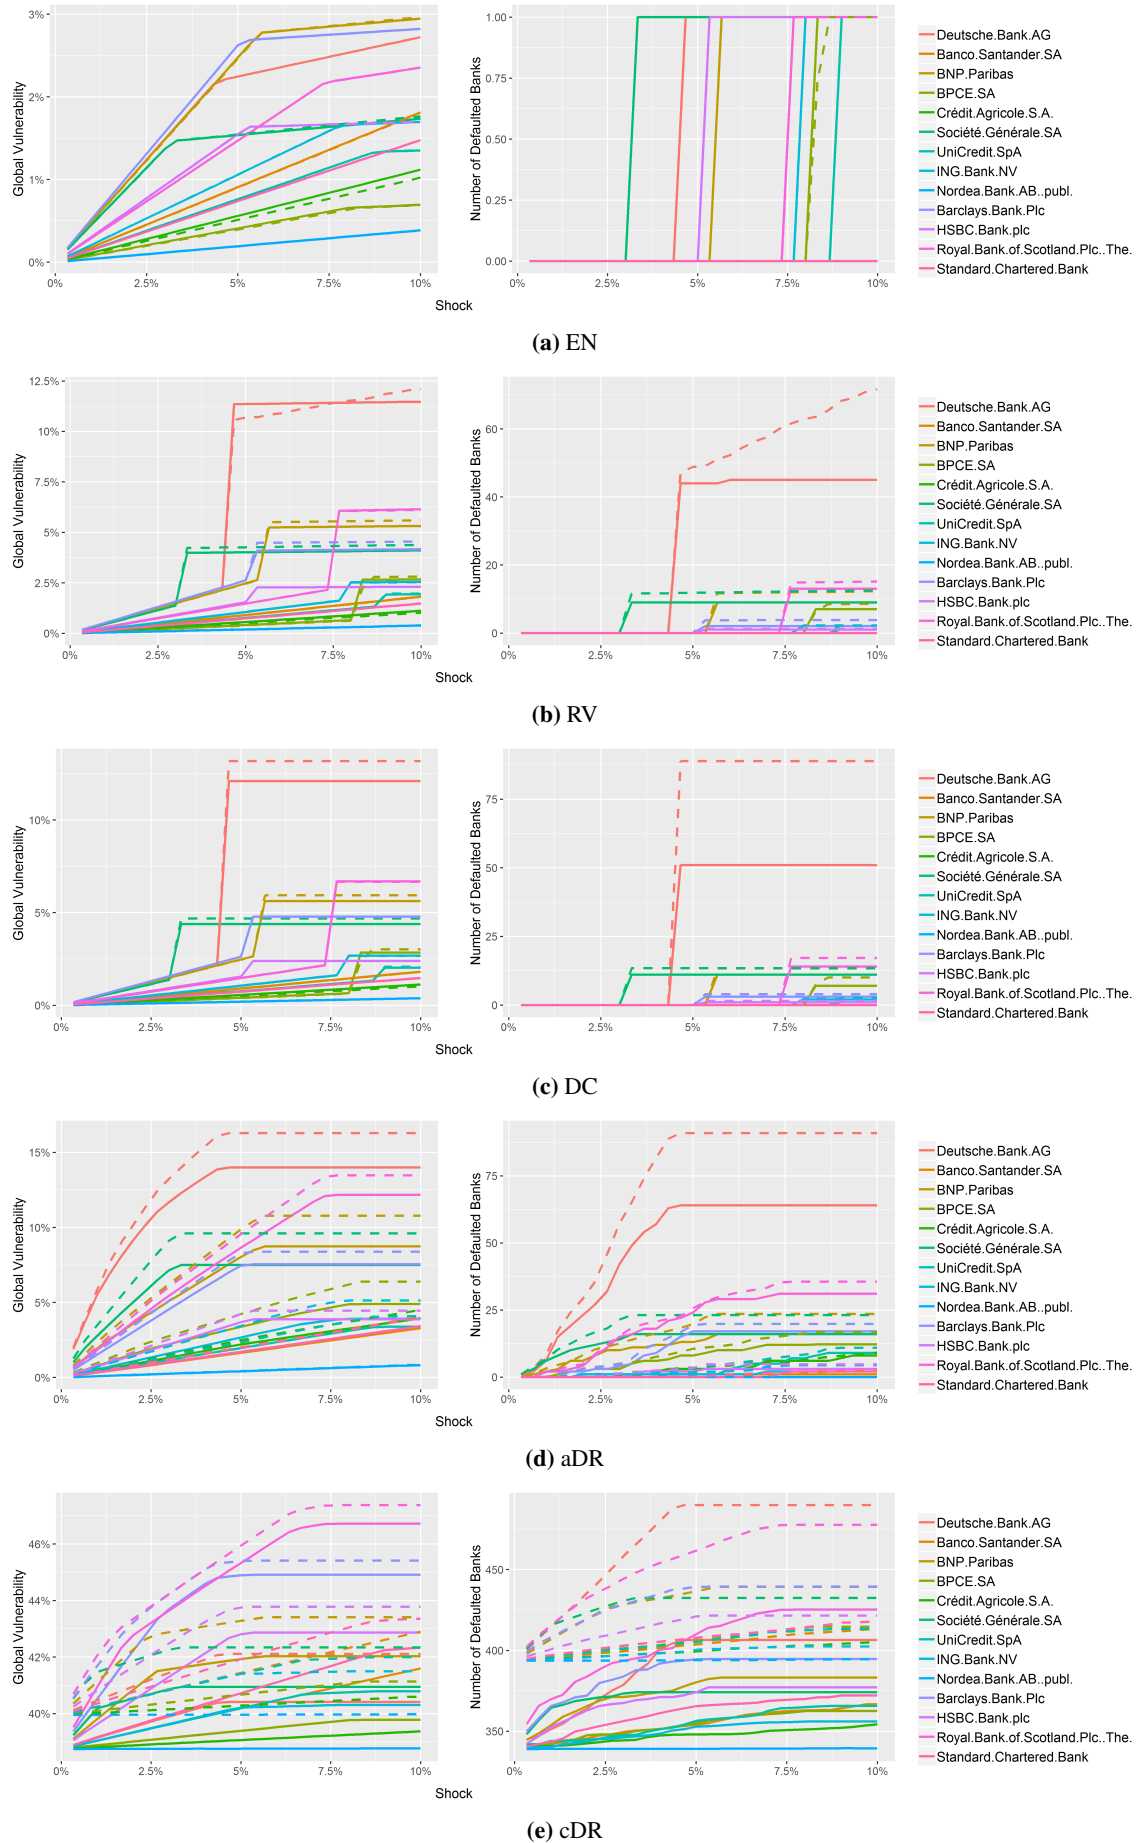 3%
2%
1%
0%
Global Vulnerability
0%
2.5%
5%
7.5%
10%
Shock
1.00
0.75
0.50
0.25
0.00
Number of Defaulted Banks
0%
2.5%
5%
7.5%
10%
Deutsche.Bank.AG
Banco.Santander.SA
BNP.Paribas
BPCE.SA
Crédit.Agricole.S.A.
Société.Générale.SA
UniCredit.SpA
ING.Bank.NV
Nordea.Bank.AB..publ.
Barclays.Bank.Plc
HSBC.Bank.plc
Royal.Bank.of.Scotland.Plc..The.
Standard.Chartered.Bank
(a) EN
12.5%
10%
7.5%
5%
2.5%
0%
Global Vulnerability
0%
2.5%
5%
7.5%
10%
Shock
60
40
20
0
Number of Defaulted Banks
0%
2.5%
5%
7.5%
10%
Deutsche.Bank.AG
Banco.Santander.SA
BNP.Paribas
BPCE.SA
Crédit.Agricole.S.A.
Société.Générale.SA
UniCredit.SpA
ING.Bank.NV
Nordea.Bank.AB..publ.
Barclays.Bank.Plc
HSBC.Bank.plc
Royal.Bank.of.Scotland.Plc..The.
Standard.Chartered.Bank
(b) RV
10%
5%
0%
Global Vulnerability
0%
2.5%
5%
7.5%
10%
Shock
75
50
25
0
Number of Defaulted Banks
0%
2.5%
5%
7.5%
10%
Deutsche.Bank.AG
Banco.Santander.SA
BNP.Paribas
BPCE.SA
Crédit.Agricole.S.A.
Société.Générale.SA
UniCredit.SpA
ING.Bank.NV
Nordea.Bank.AB..publ.
Barclays.Bank.Plc
HSBC.Bank.plc
Royal.Bank.of.Scotland.Plc..The.
Standard.Chartered.Bank
(c) DC
15%
10%
5%
0%
Global Vulnerability
0%
2.5%
5%
7.5%
10%
Shock
75
50
25
0
Number of Defaulted Banks
0%
2.5%
5%
7.5%
10%
Deutsche.Bank.AG
Banco.Santander.SA
BNP.Paribas
BPCE.SA
Crédit.Agricole.S.A.
Société.Générale.SA
UniCredit.SpA
ING.Bank.NV
Nordea.Bank.AB..publ.
Barclays.Bank.Plc
HSBC.Bank.plc
Royal.Bank.of.Scotland.Plc..The.
Standard.Chartered.Bank
(d) aDR
46%
44%
42%
40%
Global Vulnerability
0%
2.5%
5%
7.5%
10%
Shock
450
400
350
Number of Defaulted Banks
0%
2.5%
5%
7.5%
10%
Deutsche.Bank.AG
Banco.Santander.SA
BNP.Paribas
BPCE.SA
Crédit.Agricole.S.A.
Société.Générale.SA
UniCredit.SpA
ING.Bank.NV
Nordea.Bank.AB..publ.
Barclays.Bank.Plc
HSBC.Bank.plc
Royal.Bank.of.Scotland.Plc..The.
Standard.Chartered.Bank
(e) cDR